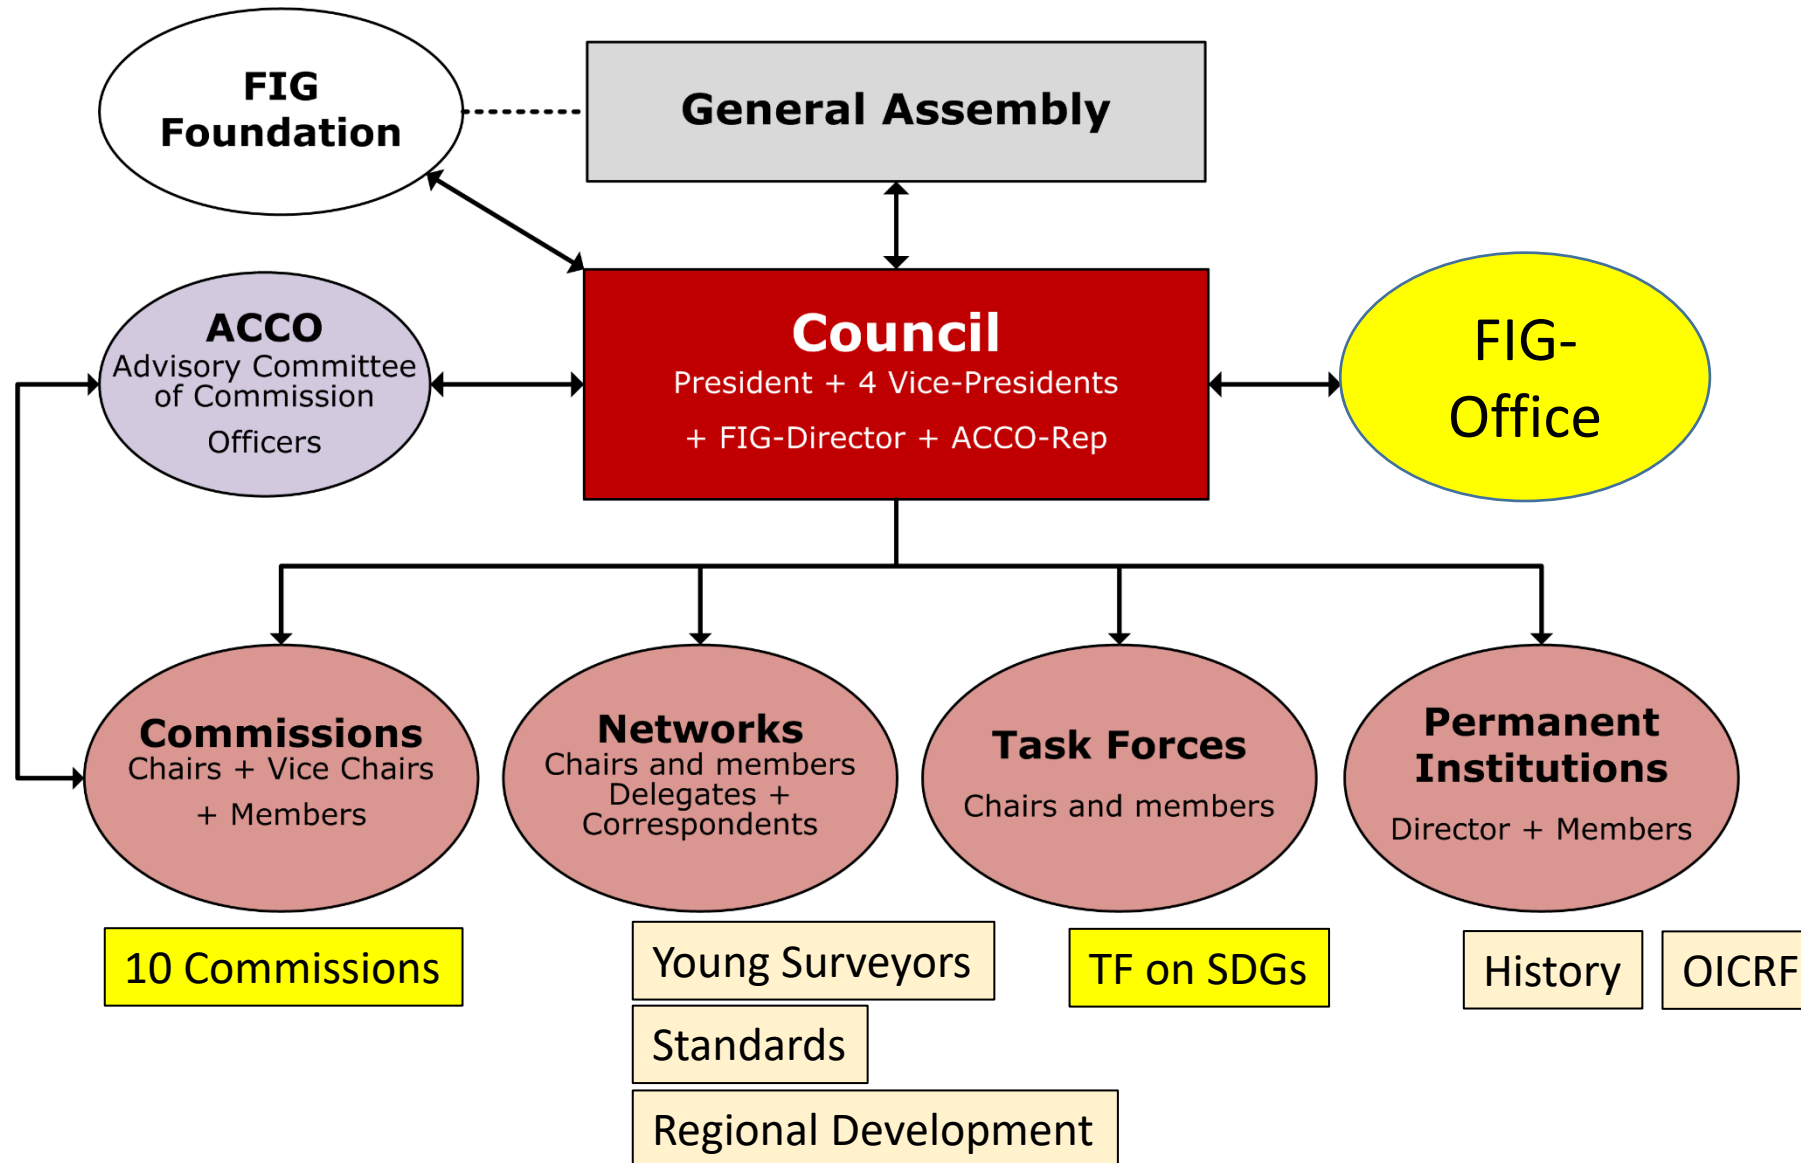 FIG
Foundation
General Assembly
ACCO
Advisory Committee
of Commission
Officers
Council
President + 4 Vice-Presidents
+ FIG-Director + ACCO-Rep
FIG-
Office
Commissions
Chairs + Vice Chairs
+ Members
Networks
Chairs and members
Delegates +
Correspondents
Task Forces
Chairs and members
Permanent
Institutions
Director + Members
10 Commissions
Young Surveyors
Standards
Regional Development
TF on SDGs
History
OICRF